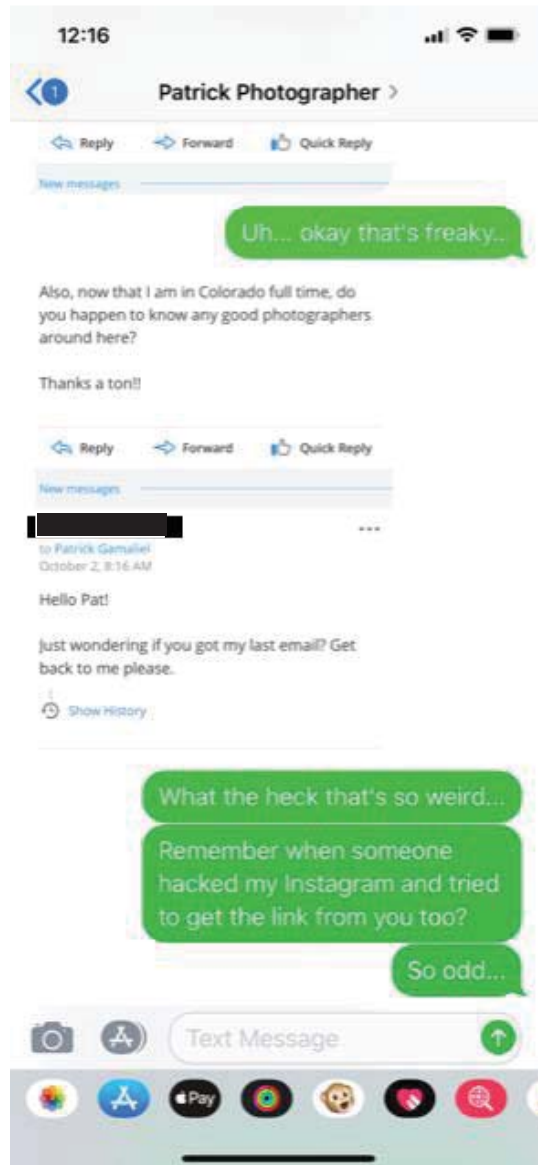 12:16
1
Patrick Photographer >
Reply Forward Quick Reply
New messages
Uh... okay that's freaky..
Also, now that I am in Colorado full time, do
you happen to know any good photographers
around here?
Thanks a ton!!
Reply Forward Quick Reply
New messages
to Patrick Gamaliel
October 2, 8:16 AM
Hello Pat!
Just wondering if you got my last email? Get
back to me please.
Show History
What the heck that's so weird...
Remember when someone
hacked my Instagram and tried
to get the link from you too?
So odd...
Text Message
Pay